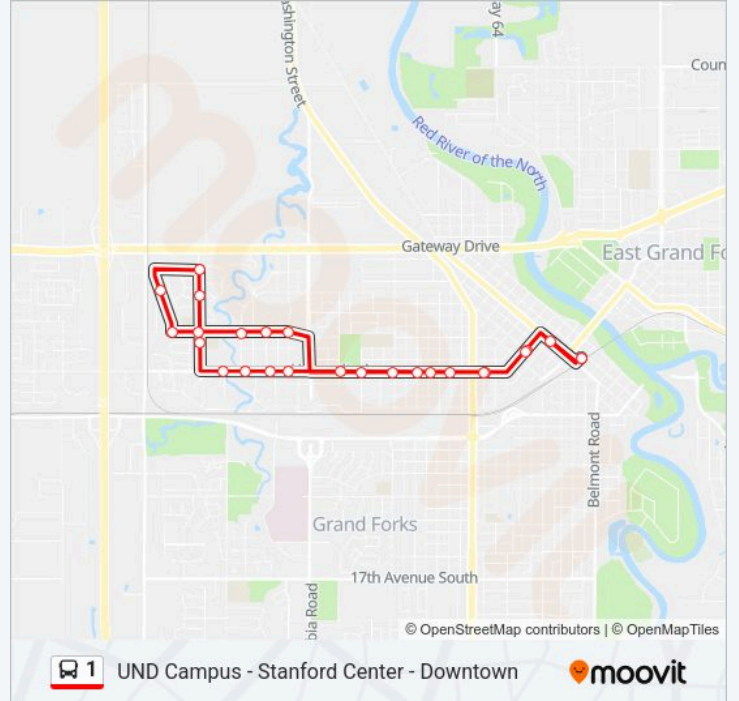 ashington Street
ay 64
Coun
Red River of the North
Gateway Drive
East Grand Fo
Belmont Road
Grand Forks
17th Avenue South
bia Road
© OpenStreetMap contributors | © OpenMapTiles
1 UND Campus - Stanford Center - Downtown
moovit